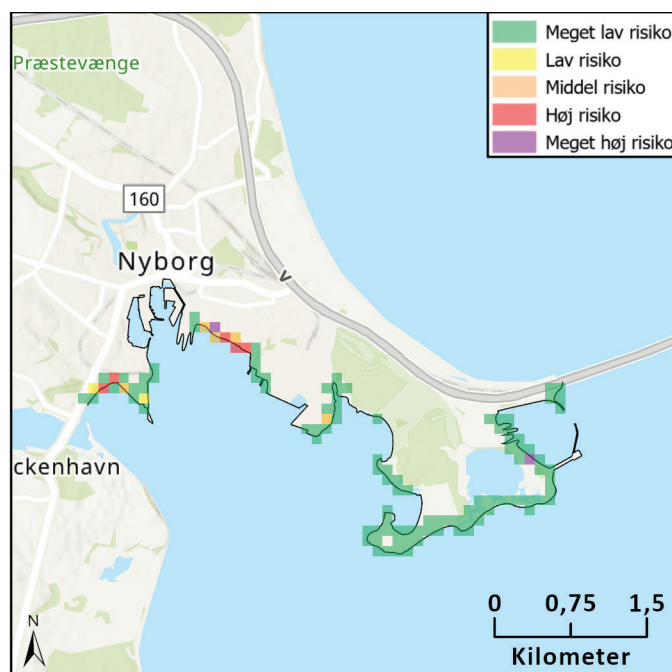 Meget lav risiko
Lav risiko
Middel risiko
Høj risiko
Meget høj risiko
Præstevænge
160
Nyborg
ckenhavn
N
0 0,75 1,5
Kilometer